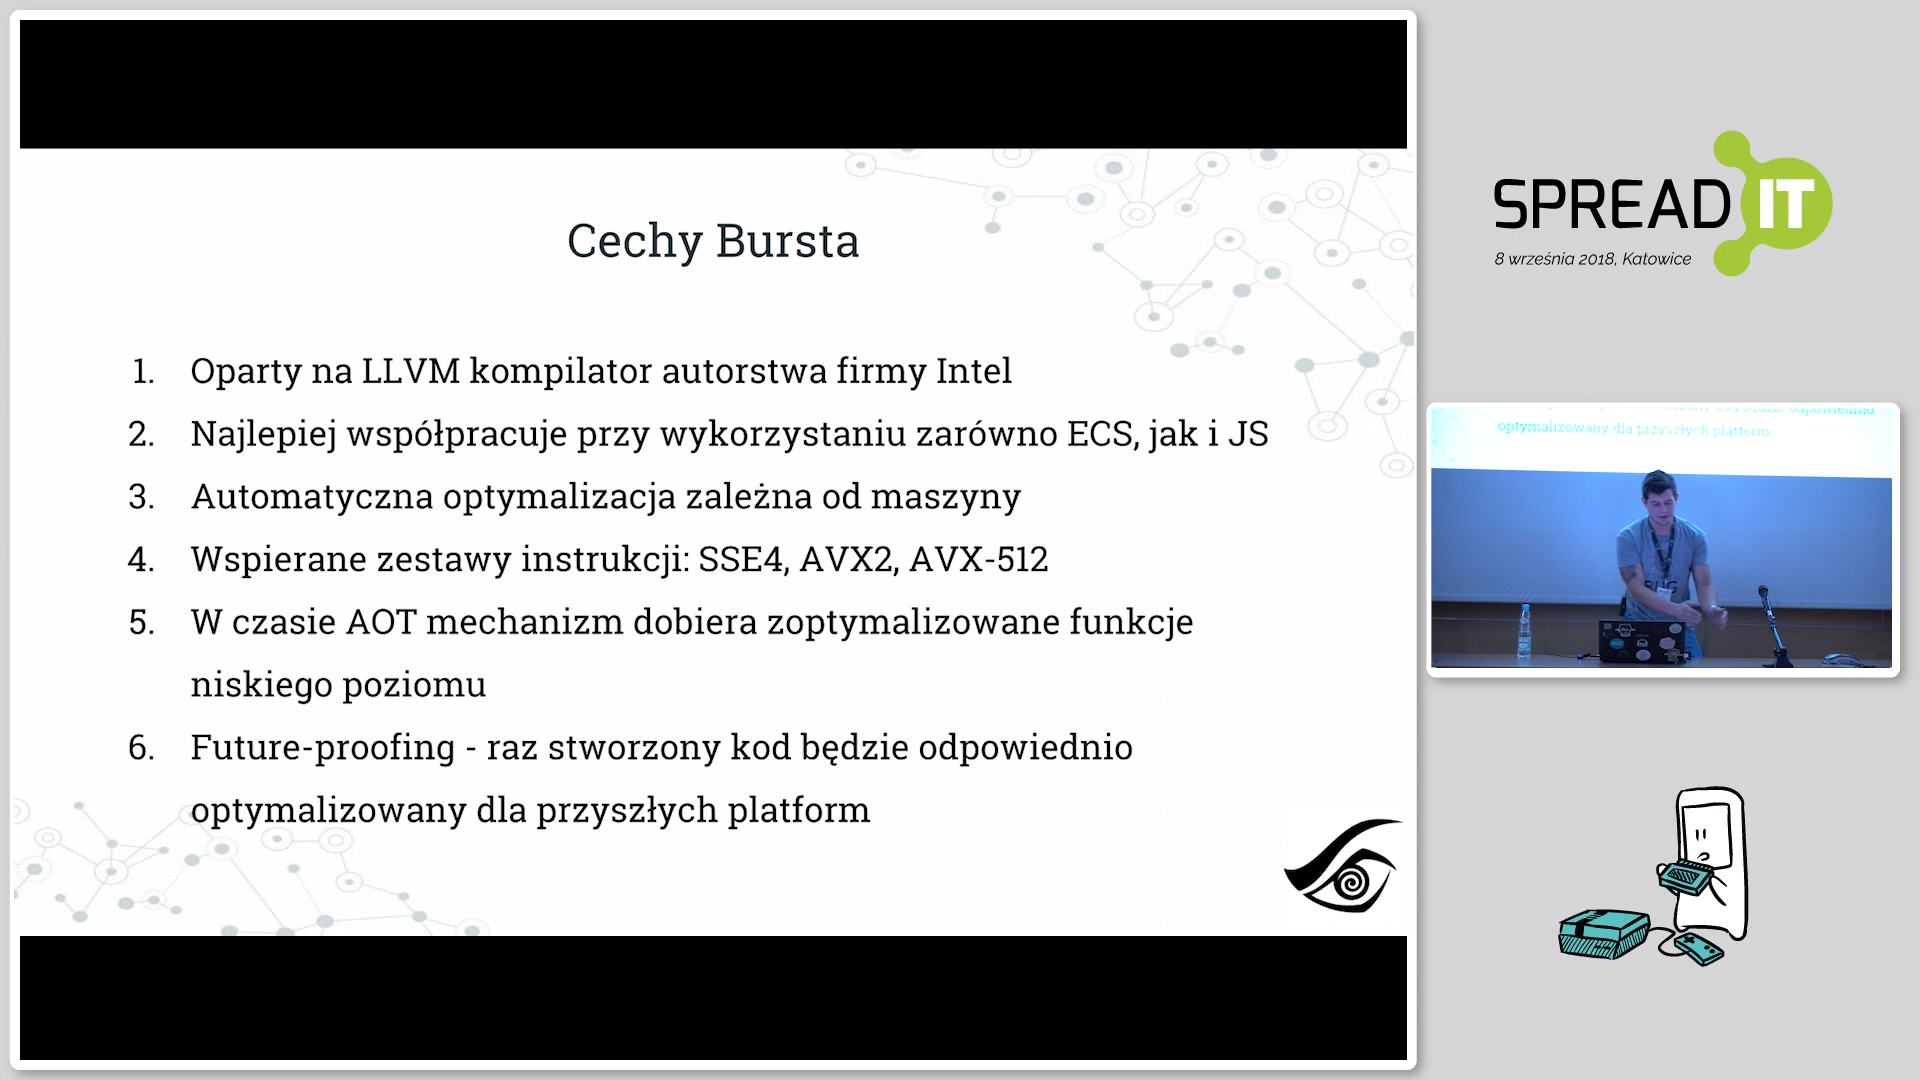 Cechy Bursta
1. Oparty na LLVM kompilator autorstwa firmy Intel
2. Najlepiej współpracuje przy wykorzystaniu zarówno ECS, jak i JS
3. Automatyczna optymalizacja zależna od maszyny
4. Wspierane zestawy instrukcji: SSE4, AVX2, AVX-512
5. W czasie AOT mechanizm dobiera zoptymalizowane funkcje
niskiego poziomu
6. Future-proofing - raz stworzony kod będzie odpowiednio
optymalizowany dla przyszłych platform
SPREAD IT
8 września 2018, Katowice
optymalizowany dla przyszłych platform